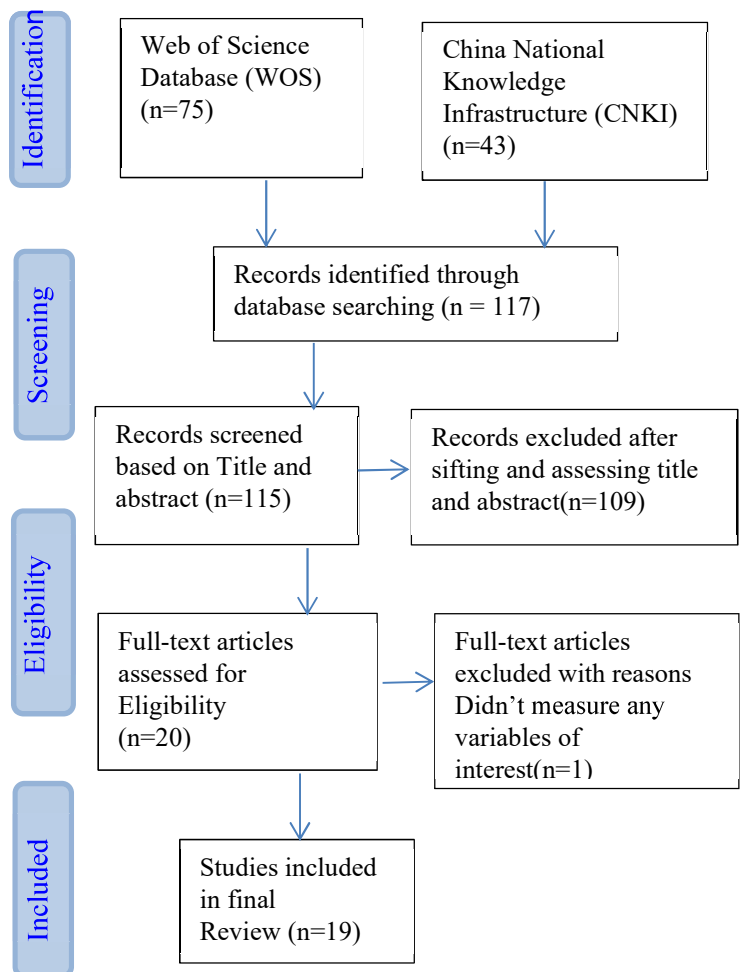 Identification
Web of Science
Database (WOS)
(n=75)
China National
Knowledge
Infrastructure (CNKI)
(n=43)
Screening
Records identified through
database searching (n = 117)
Records screened
based on Title and
abstract (n=115)
Records excluded after
sifting and assessing title
and abstract(n=109)
Eligibility
Full-text articles
assessed for
Eligibility
(n=20)
Full-text articles
excluded with reasons
Didn’t measure any
variables of
interest(n=1)
Included
Studies included
in final
Review (n=19)